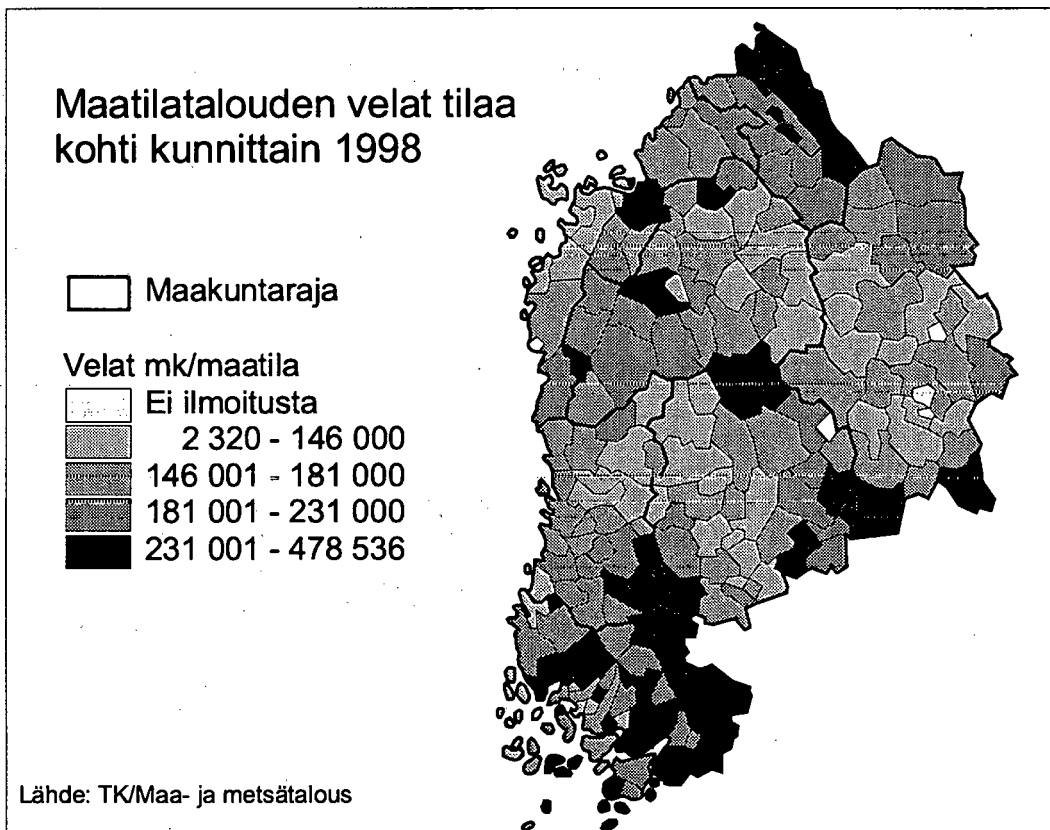 Maatilatalouden velat tilaa
kohti kunnittain 1998
Maakuntaraja
Velat mk/maatila
Ei ilmoitusta
2 320 - 146 000
146 001 - 181 000
181 001 - 231 000
231 001 - 478 536
Lähde: TK/Maa- ja metsätalous